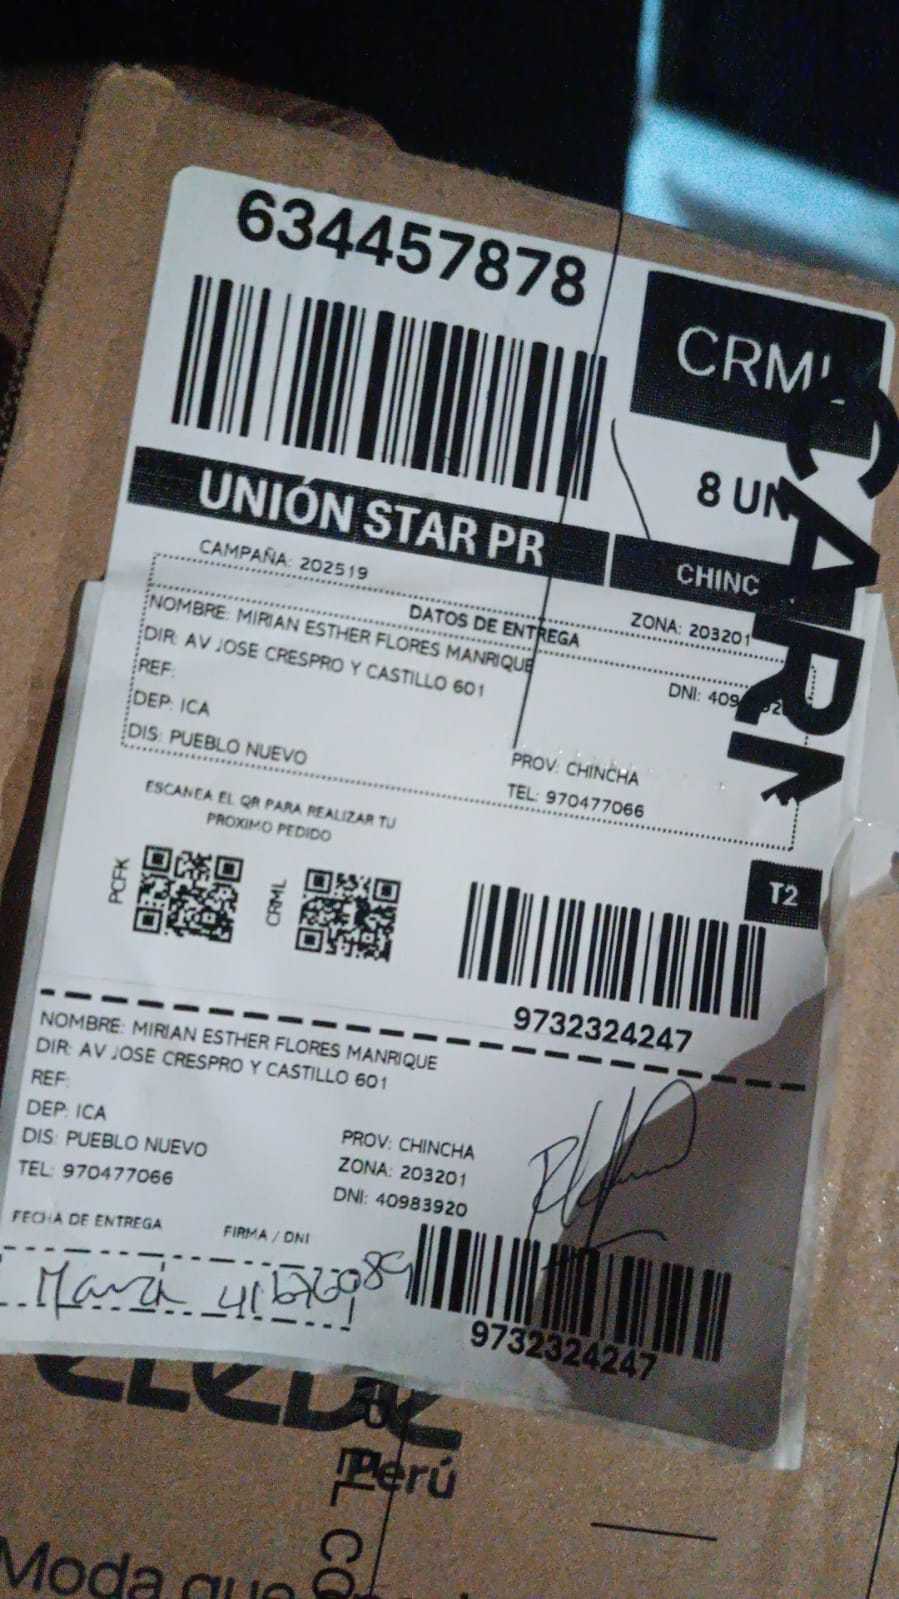 634457878
CRML
8 UN
UNIÓN STAR PR
CHINC
CAMPAÑA: 202519
DATOS DE ENTREGA
ZONA: 203201
NOMBRE: MIRIAN ESTHER FLORES MANRIQUE
DIR: AV JOSE CRESPRO Y CASTILLO 601
REF:
DEP: ICA
DIS: PUEBLO NUEVO
PROV: CHINCHA
TEL: 970477066
ESCANEA EL QR PARA REALIZAR TU
PROXIMO PEDIDO
PCFK
CRML
T2
9732324247
NOMBRE: MIRIAN ESTHER FLORES MANRIQUE
DIR: AV JOSE CRESPRO Y CASTILLO 601
REF:
DEP: ICA
DIS: PUEBLO NUEVO
PROV: CHINCHA
TEL: 970477066
ZONA: 203201
DNI: 40983920
FECHA DE ENTREGA
FIRMA / DNI
9732324247
Perú
Moda que